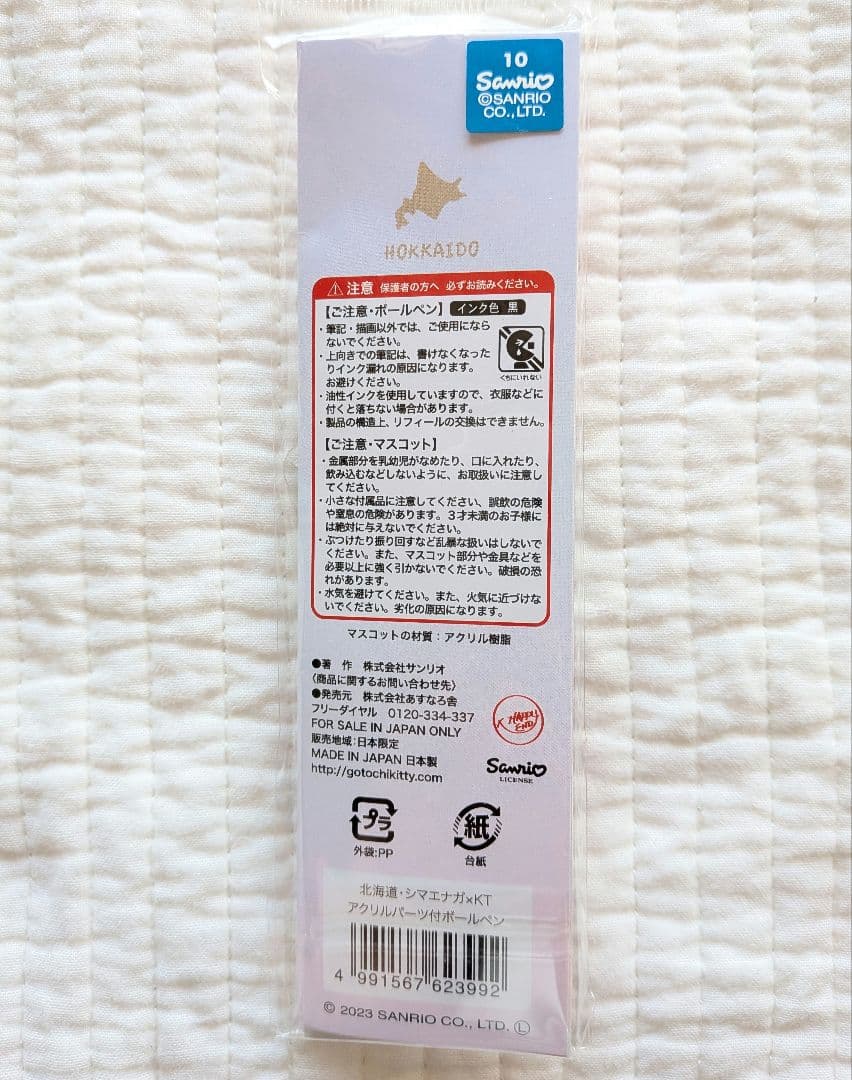 10
Sanrio
©SANRIO
CO.,LTD.
HOKKAIDO
⚠注意 保護者の方へ 必ずお読みください。
【ご注意・ボールペン】 インク色 黒
・筆記・描画以外では、ご使用になら
ないでください。
・上向きでの筆記は、書けなくなった
りインク漏れの原因になります。
お避けください。
くちにいれない
・油性インクを使用していますので、衣服などに
付くと落ちない場合があります。
・製品の構造上、リフィールの交換はできません。
【ご注意・マスコット】
・金属部分を乳幼児がなめたり、口に入れたり、
飲み込むなどしないように、お取扱いに注意し
てください。
・小さな付属品に注意してください、誤飲の危険
や窒息の危険があります。3才未満のお子様に
は絶対に与えないでください。
・ぶつけたり振り回すなど乱暴な扱いはしないで
ください。また、マスコット部分や金具などを
必要以上に強く引かないでください。破損の恐
れがあります。
・水気を避けてください。また、火気に近づけな
いでください。劣化の原因になります。
マスコットの材質：アクリル樹脂
●著 作 株式会社サンリオ
〈商品に関するお問い合わせ先〉
●発売元 株式会社あすなろ舎
フリーダイヤル 0120-334-337
FOR SALE IN JAPAN ONLY
販売地域:日本限定
MADE IN JAPAN 日本製
http://gotochikitty.com
K HAPPY
END
Sanrio
LICENSE
プラ
外袋:PP
紙
台紙
北海道・シマエナガ×KT
アクリルパーツ付ボールペン
4 991567 623992
© 2023 SANRIO CO., LTD. Ⓛ